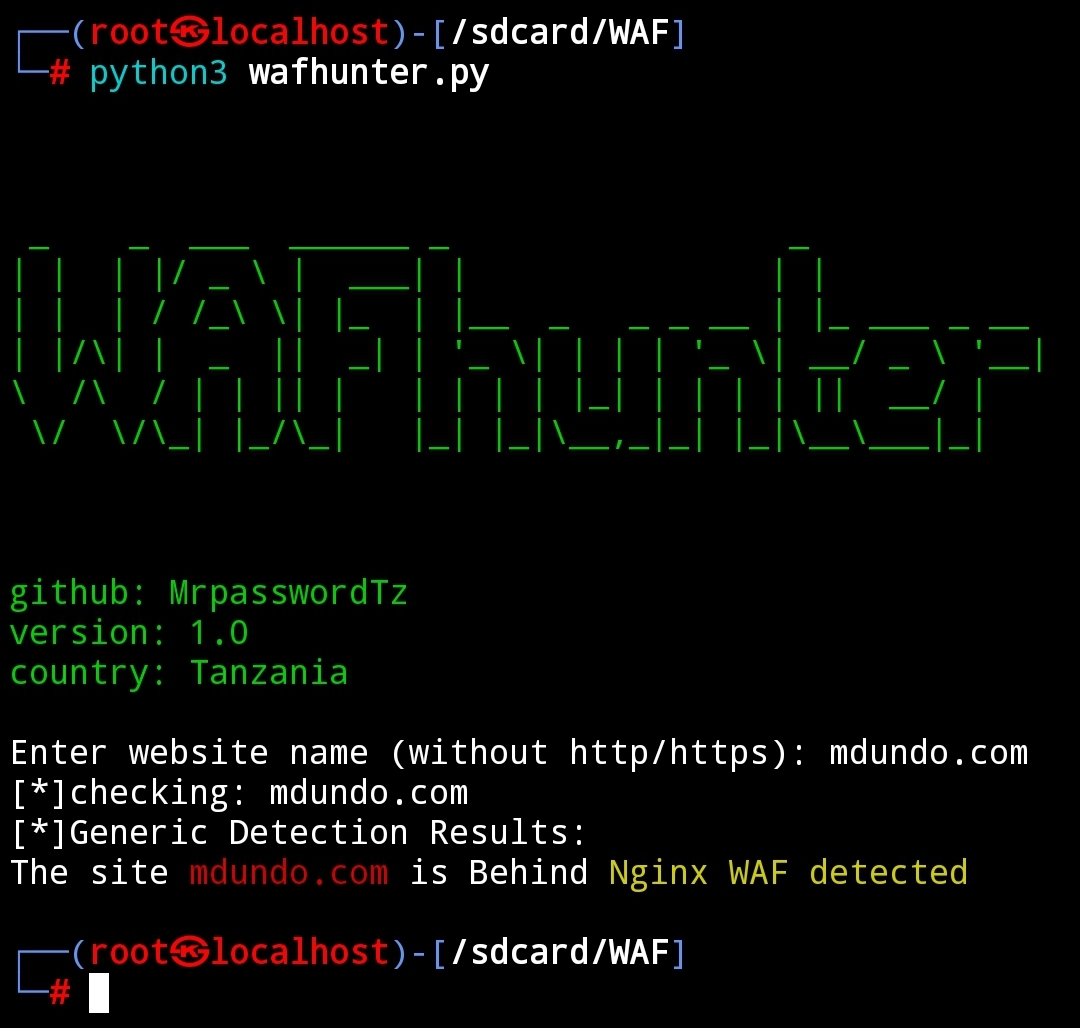 ┌──(root㉿localhost)-[/sdcard/WAF]
└─# python3 wafhunter.py
WAFhunter
github: MrpasswordTz
version: 1.O
country: Tanzania
Enter website name (without http/https): mdundo.com
[*]checking: mdundo.com
[*]Generic Detection Results:
The site mdundo.com is Behind Nginx WAF detected
┌──(root㉿localhost)-[/sdcard/WAF]
└─#